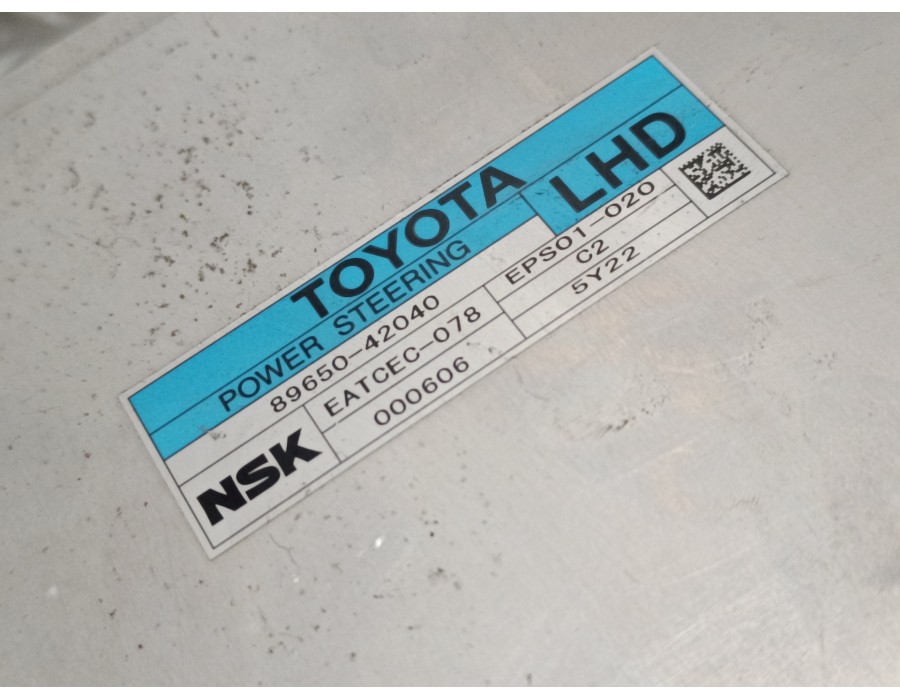 TOYOTA
LHD
POWER STEERING
89650-42040
EPS01-020
EATCEC-078
C2
000606
5Y22
NSK